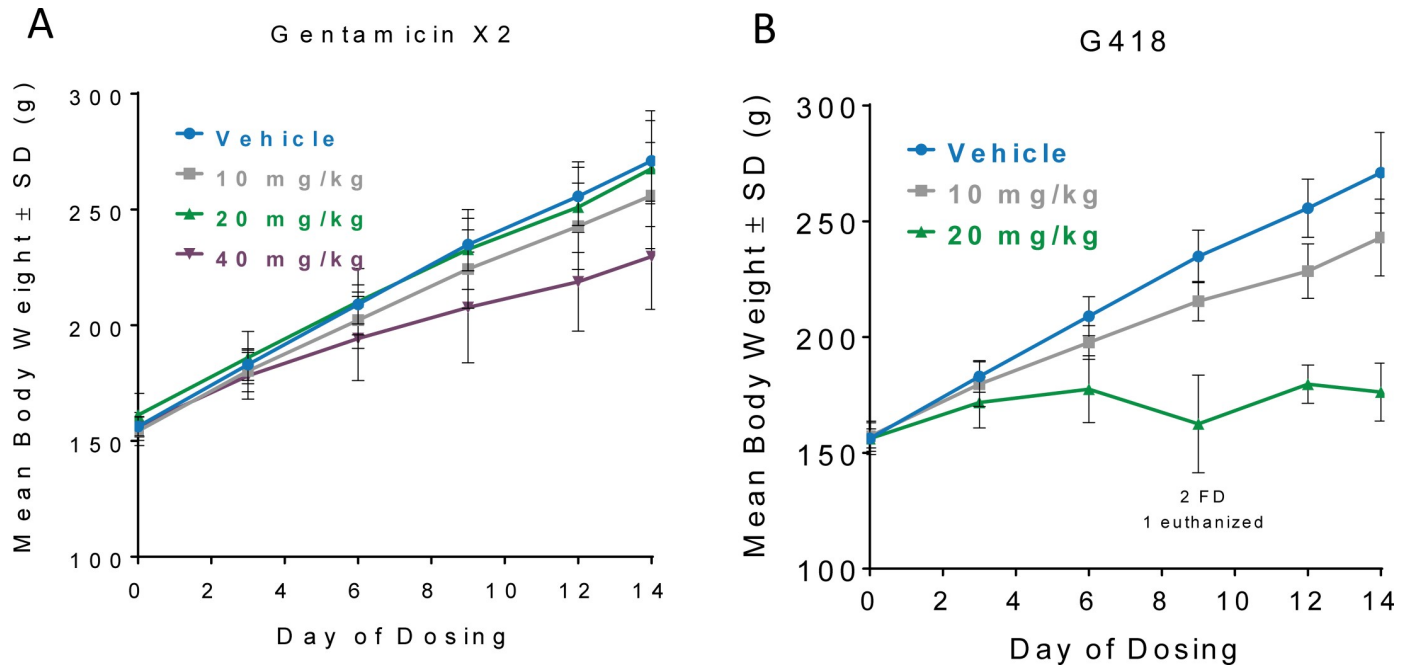 A
Gentamicin X2
Mean Body Weight ± SD (g)
300
250
200
150
100
Vehicle
10 mg/kg
20 mg/kg
40 mg/kg
0 2 4 6 8 10 12 14
Day of Dosing
B
G418
Mean Body Weight ± SD (g)
300
250
200
150
100
Vehicle
10 mg/kg
20 mg/kg
2 FD
1 euthanized
0 2 4 6 8 10 12 14
Day of Dosing